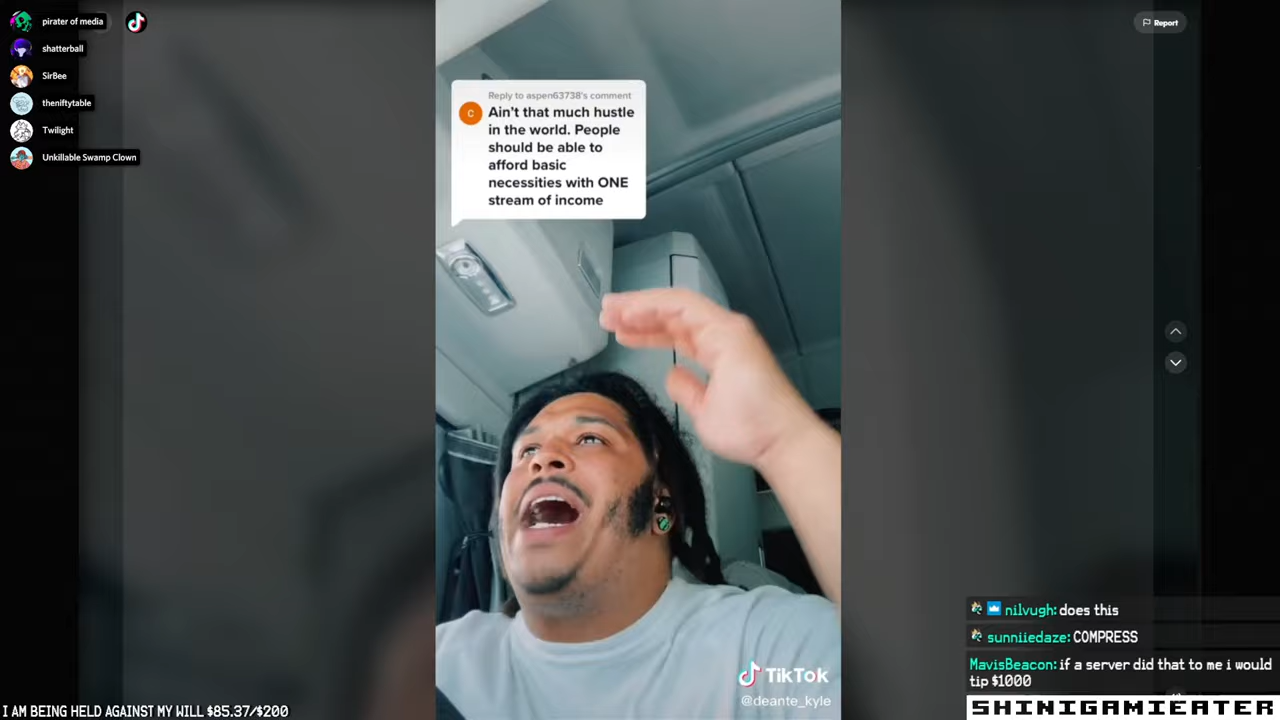 pirater of media
shatterball
SirBee
theniftytable
Twilight
Unkillable Swamp Clown
Report
Reply to aspen63738's comment
C
Ain't that much hustle
in the world. People
should be able to
afford basic
necessities with ONE
stream of income
TikTok
@deante_kyle
nilvugh: does this
sunniiedaze: COMPRESS
MavisBeacon: if a server did that to me i would
tip $1000
I AM BEING HELD AGAINST MY WILL $85.37/$200
SHINIGAMIEATER